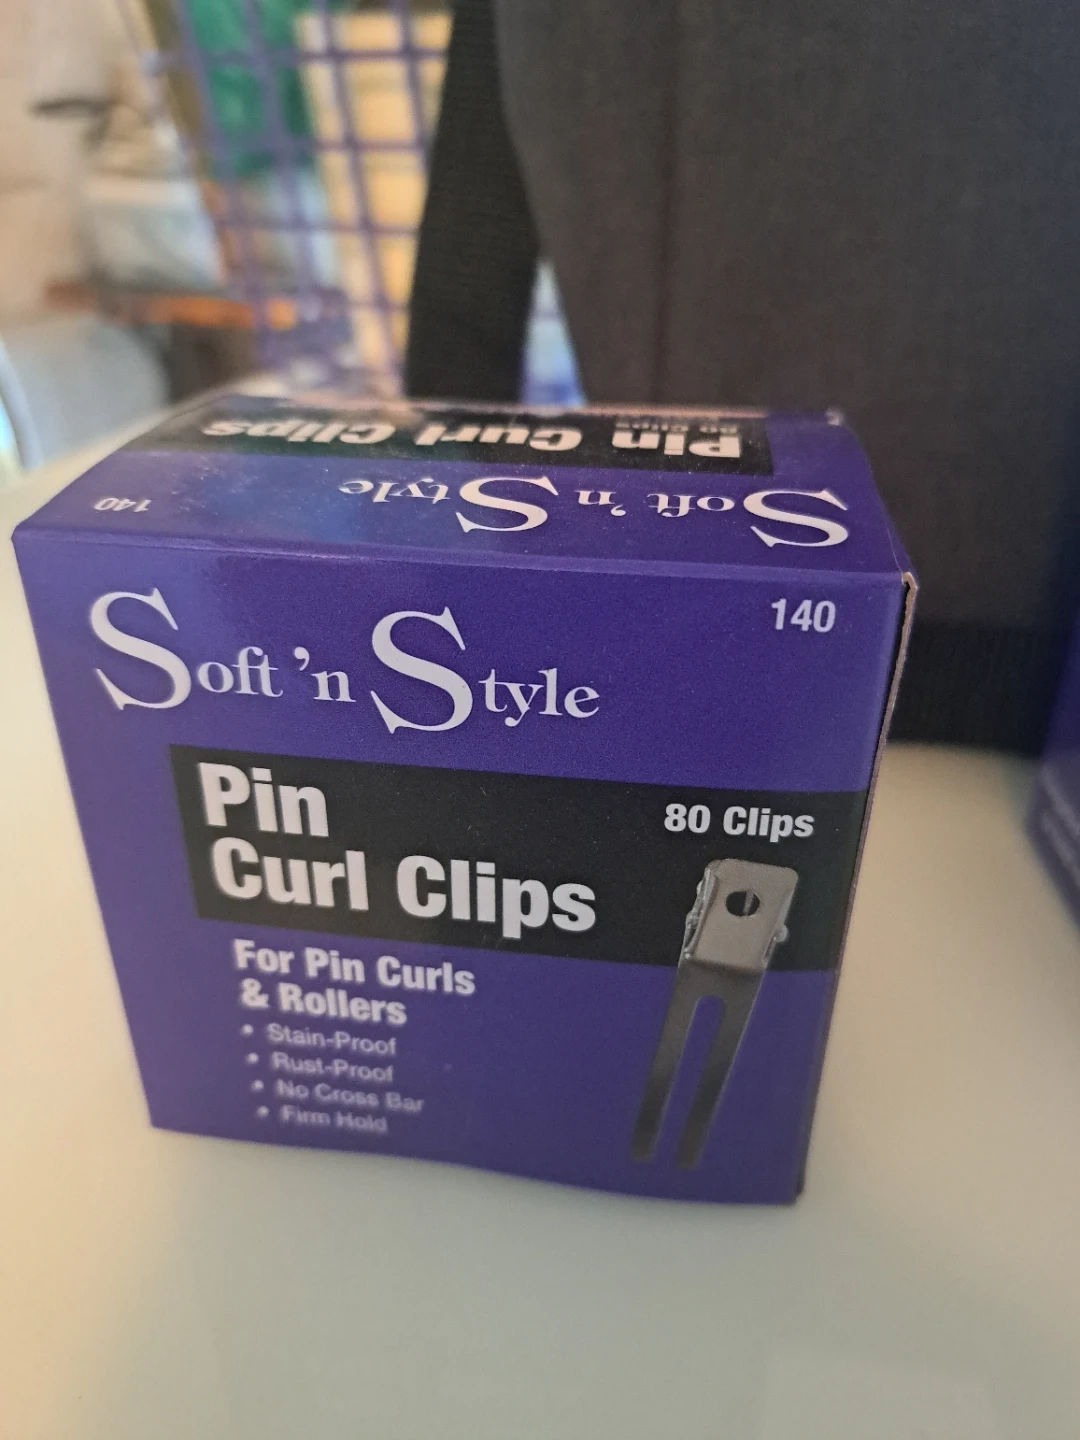 Pin Curl Clips
80 Clips
Soft 'n Style
140
Soft 'n Style
140
Pin
Curl Clips
80 Clips
For Pin Curls
& Rollers
• Stain-Proof
• Rust-Proof
• No Cross Bar
• Firm Hold